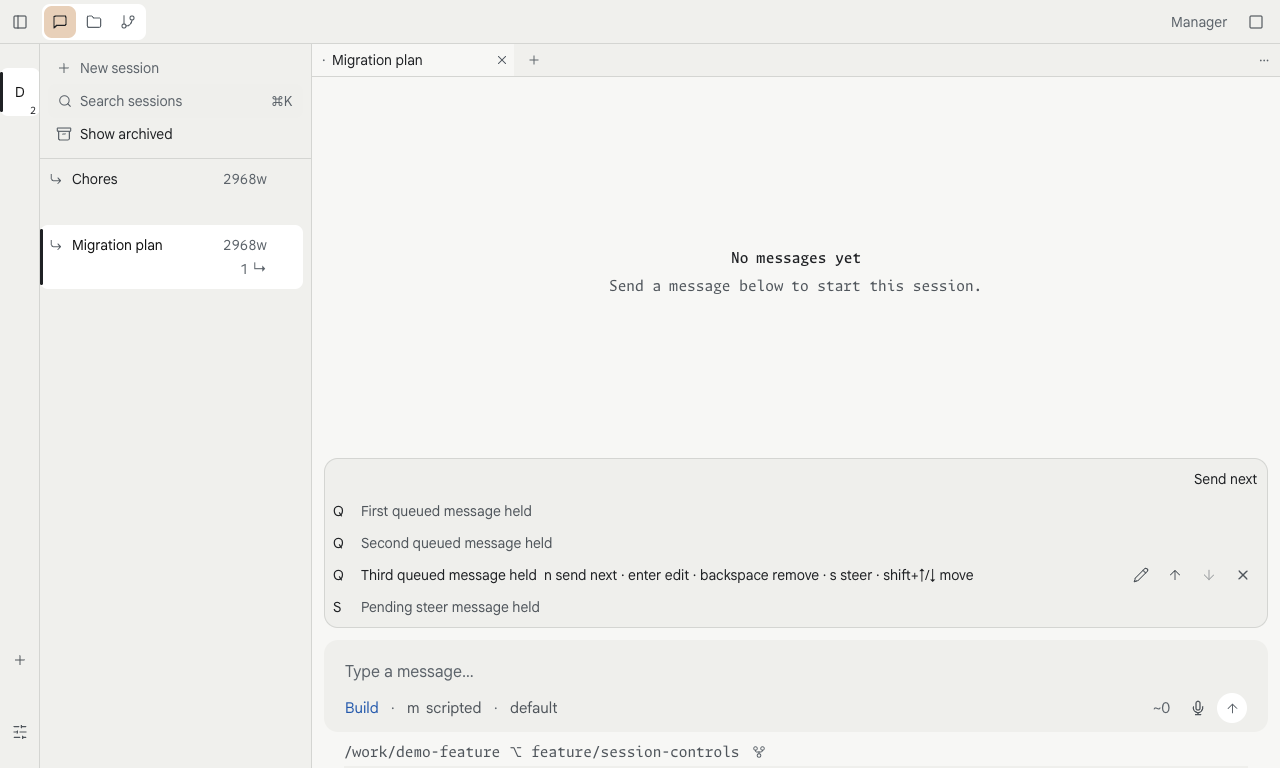 Manager
D
2
New session
Search sessions ⌘K
Show archived
Chores 2968w
Migration plan 2968w
1
· Migration plan
No messages yet
Send a message below to start this session.
Send next
Q First queued message held
Q Second queued message held
Q Third queued message held n send next · enter edit · backspace remove · s steer · shift+↑/↓ move
S Pending steer message held
Type a message…
Build · m scripted · default ~0
/work/demo-feature ⌥ feature/session-controls